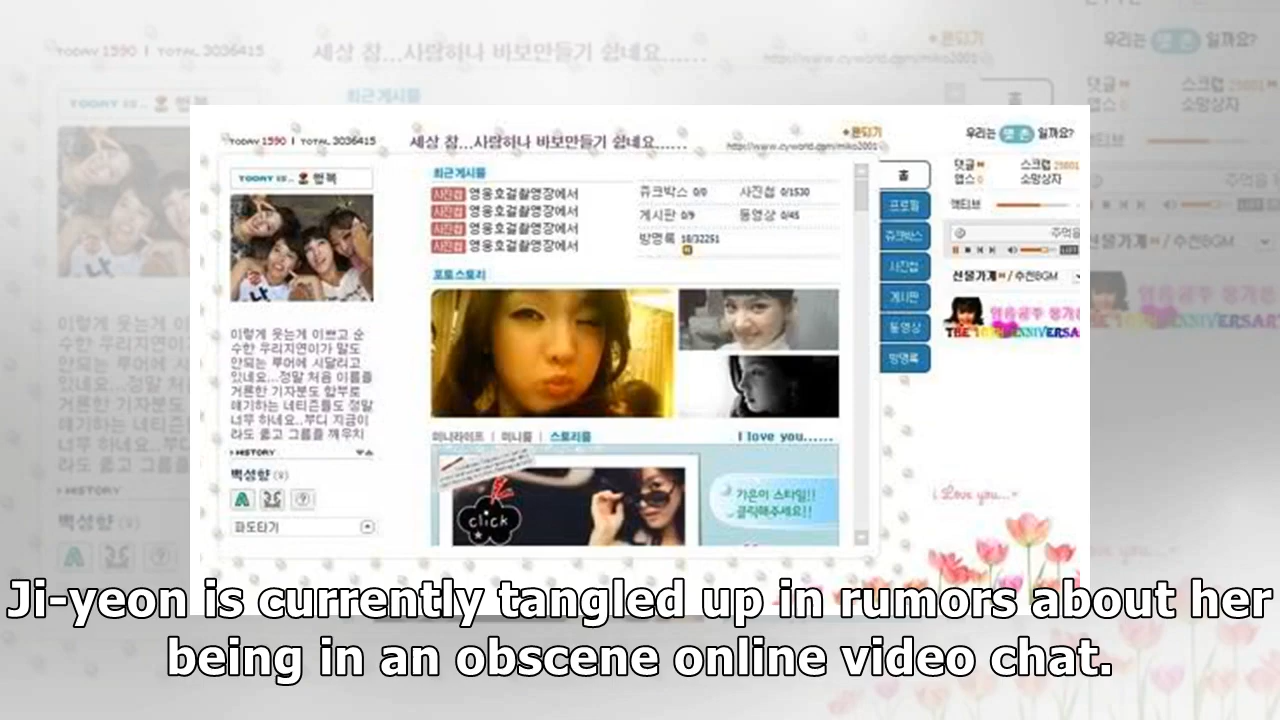 TODAY 1590 | TOTAL 3036415
세상 참...사랑하나 바보만들기 쉽네요......
http://www.cyworld.com/miko2001
우리는 일까요?
TODAY IS.. 행복
이렇게 웃는게 이쁘고 순
수한 우리지연이가 말도
안되는 루머에 시달리고
있네요...정말 처음 이름을
거론한 기자분도 함부로
얘기하는 네티즌들도 정말
너무 하네요..부디 지금이
라도 옳고 그름을 깨우치
HISTORY
백성향
파도타기
최근게시물
사진첩 영웅호걸촬영장에서
사진첩 영웅호걸촬영장에서
사진첩 영웅호걸촬영장에서
사진첩 영웅호걸촬영장에서
쥬크박스 0/0 사진첩 0/1530
게시판 0/9 동영상 0/45
방명록 18/32251
포토스토리
미니라이프 | 미니룸 | 스토리룸
I love you......
click
가은이 스타일!!
클릭해주세요!!
홈
프로필
쥬크박스
사진첩
게시판
동영상
방명록
댓글 스크랩
소망상자
액티브
선물가게 / 추천BGM
i Love you...~
Ji-yeon is currently tangled up in rumors about her
being in an obscene online video chat.